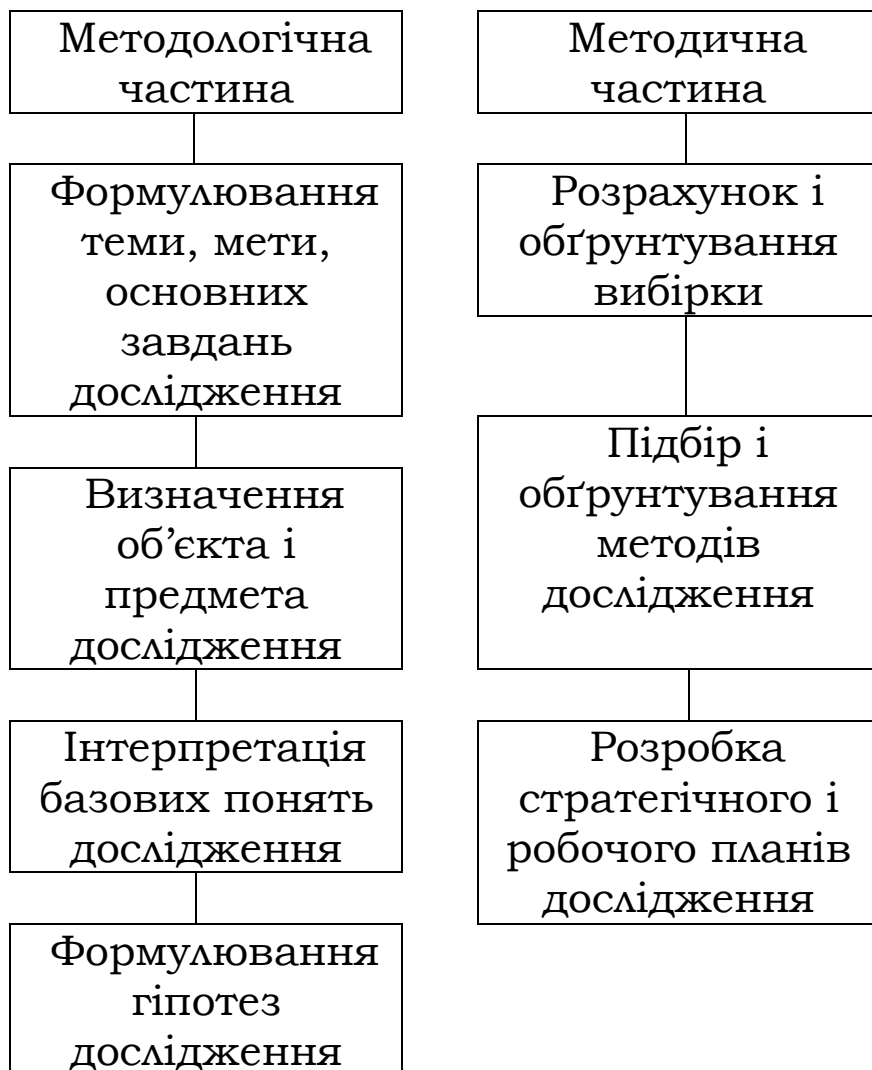 Методологічна
частина
Формулювання
теми, мети,
основних
завдань
дослідження
Визначення
об’єкта і
предмета
дослідження
Інтерпретація
базових понять
дослідження
Формулювання
гіпотез
дослідження
Методична
частина
Розрахунок і
обґрунтування
вибірки
Підбір і
обґрунтування
методів
дослідження
Розробка
стратегічного і
робочого планів
дослідження